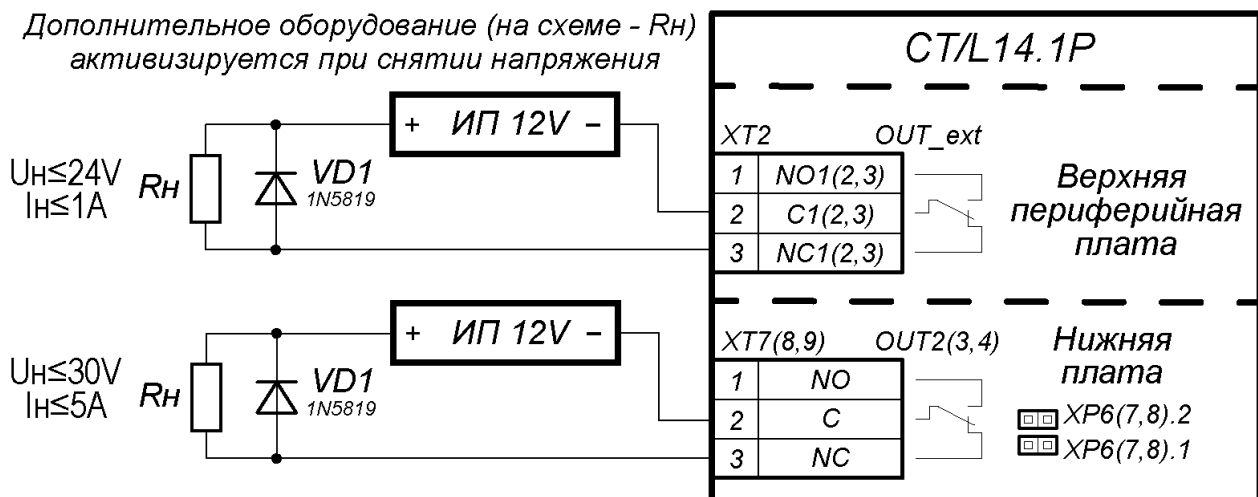 Дополнительное оборудование (на схеме - Rн)
активизируется при снятии напряжения
CT/L14.1P
+ ИП 12V −
XT2 OUT_ext
Uн≤24V
Iн≤1A
Rн
VD1
1N5819
1 NO1(2,3)
2 C1(2,3)
3 NC1(2,3)
Верхняя
периферийная
плата
+ ИП 12V −
XT7(8,9) OUT2(3,4)
Нижняя
плата
Uн≤30V
Iн≤5A
Rн
VD1
1N5819
1 NO
2 C
3 NC
XP6(7,8).2
XP6(7,8).1